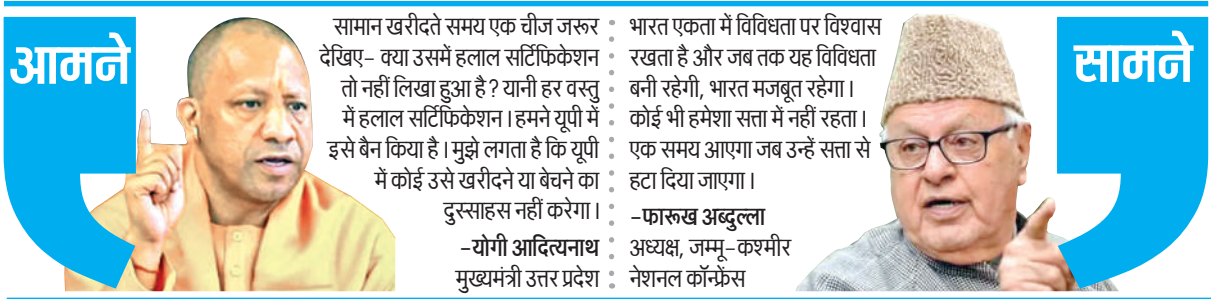 आमने
सामान खरीदते समय एक चीज जरूर
देखिए- क्या उसमें हलाल सर्टिफिकेशन
तो नहीं लिखा हुआ है? यानी हर वस्तु
में हलाल सर्टिफिकेशन। हमने यूपी में
इसे बैन किया है। मुझे लगता है कि यूपी
में कोई उसे खरीदने या बेचने का
दुस्साहस नहीं करेगा।
-योगी आदित्यनाथ
मुख्यमंत्री उत्तर प्रदेश
भारत एकता में विविधता पर विश्वास
रखता है और जब तक यह विविधता
बनी रहेगी, भारत मजबूत रहेगा।
कोई भी हमेशा सत्ता में नहीं रहता।
एक समय आएगा जब उन्हें सत्ता से
हटा दिया जाएगा।
-फारूख अब्दुल्ला
अध्यक्ष, जम्मू-कश्मीर
नेशनल कॉन्फ्रेंस
सामने